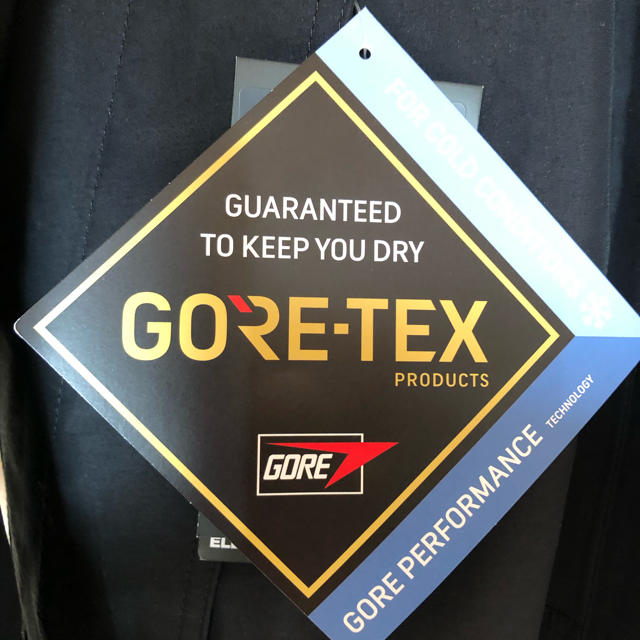 FOR COLD CONDITIONS
GUARANTEED
TO KEEP YOU DRY
GORE-TEX
PRODUCTS
GORE
GORE PERFORMANCE
TECHNOLOGY